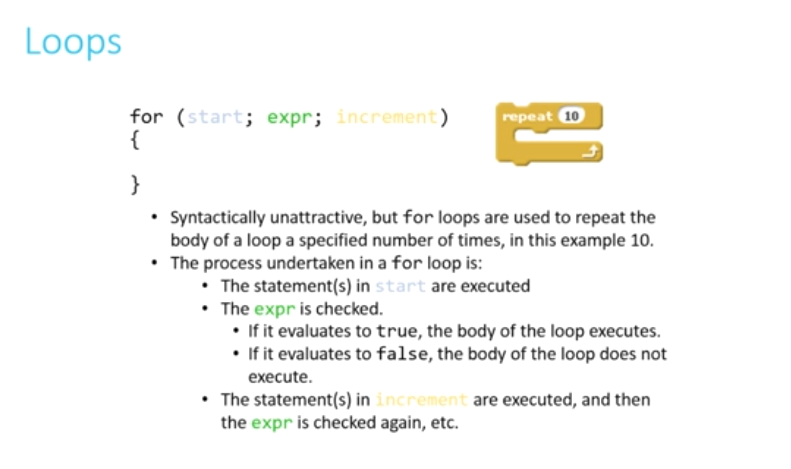 Loops
for (start; expr; increment)
{
}
repeat 10
• Syntactically unattractive, but for loops are used to repeat the
body of a loop a specified number of times, in this example 10.
• The process undertaken in a for loop is:
• The statement(s) in start are executed
• The expr is checked.
• If it evaluates to true, the body of the loop executes.
• If it evaluates to false, the body of the loop does not
execute.
• The statement(s) in increment are executed, and then
the expr is checked again, etc.